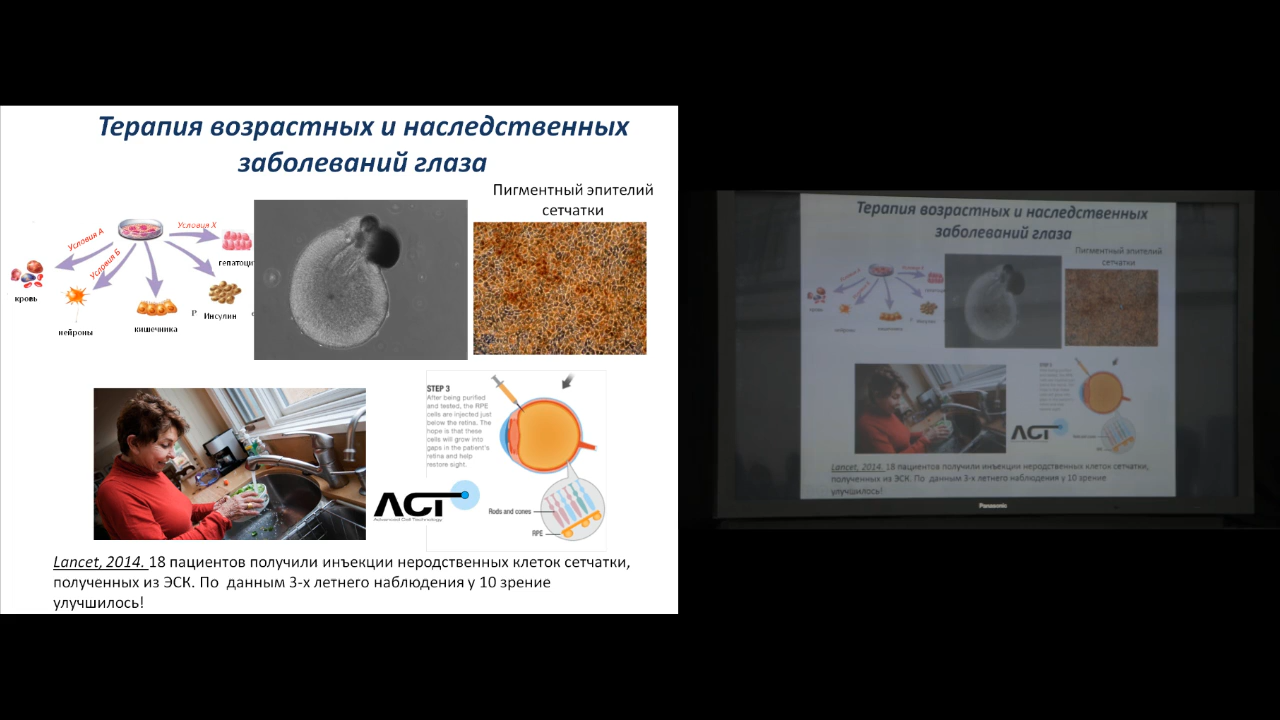 Терапия возрастных и наследственных
заболеваний глаза
Пигментный эпителий
сетчатки
Условия А
Условия Б
Условия Х
гепатоци
кровь
нейроны
кишечника
Р
Инсулин
STEP 3
After being purified
and tested, the RPE
cells are injected just
below the retina. The
hope is that these
cells will grow into
gaps in the patient's
retina and help
restore sight.
ACT
Advanced Cell Technology
Rods and cones
RPE
Lancet, 2014. 18 пациентов получили инъекции неродственных клеток сетчатки,
полученных из ЭСК. По данным 3-х летнего наблюдения у 10 зрение
улучшилось!
Терапия возрастных и наследственных
заболеваний глаза
Пигментный эпителий
сетчатки
ACT
Lancet, 2014. 18 пациентов получили инъекции неродственных клеток сетчатки,
полученных из ЭСК. По данным 3-х летнего наблюдения у 10 зрение
улучшилось!
Panasonic